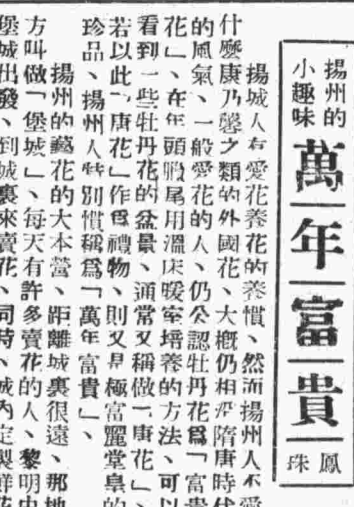 揚州的
小趣味
萬年富貴
鳳珠
揚城人有愛花養花的養慣、然而揚州人不愛
什麼康乃馨之類的外國花、大概仍相沿隋唐時代
的風氣、一般愛花的人、仍公認牡丹花爲「富貴
花」、在年頭臘尾用溫床暖室培養的方法、可以
看到一些牡丹花的盆景、通常又稱做「唐花」、
若以此「唐花」作爲禮物、則又是極富麗堂皇的
珍品、揚州人特別慣稱爲「萬年富貴」、
揚州的藝花的大本營、距離城裏很遠、那地
方叫做「堡城」、每天有許多賣花的人、黎明
堡城出發、到城裏來賣花、同時、城內定製鮮花